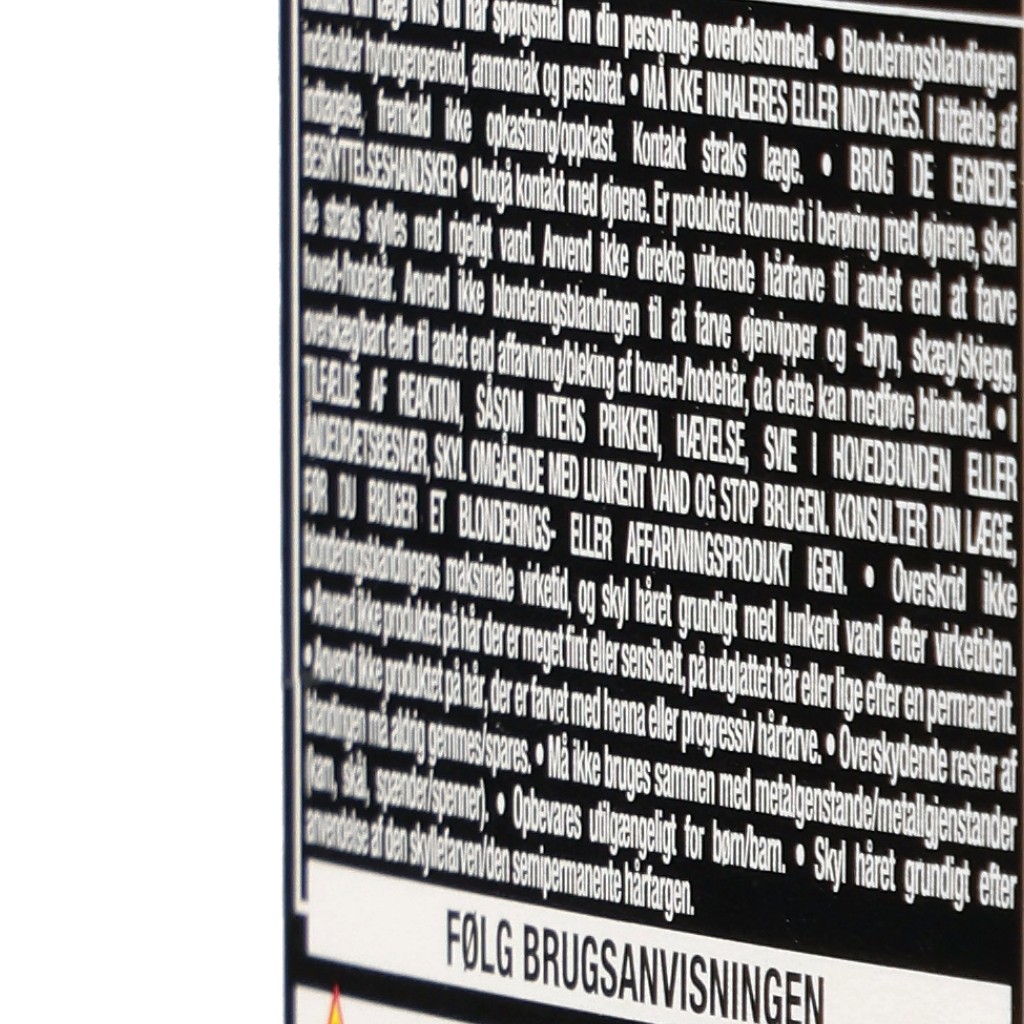 læge hvis du har spørgsmål om din personlige overfølsomhed. • Blonderingsblandingen
indeholder hydrogenperoxid, ammoniak og persulfat. • MÅ IKKE INHALERES ELLER INDTAGES. I tilfælde af
indtagelse, fremkald ikke opkastning/oppkast. Kontakt straks læge. • BRUG DE EGNEDE
BESKYTTELSESHANDSKER • Undgå kontakt med øjnene. Er produktet kommet i berøring med øjnene, skal
de straks skylles med rigeligt vand. Anvend ikke direkte virkende hårfarve til andet end at farve
hoved-/hodehår. Anvend ikke blonderingsblandingen til at farve øjenvipper og -bryn, skæg/skjegg,
overskæg/bart eller til andet end affarvning/bleking af hoved-/hodehår, da dette kan medføre blindhed. • I
TILFÆLDE AF REAKTION, SÅSOM INTENS PRIKKEN, HÆVELSE, SVIE I HOVEDBUNDEN ELLER
ÅNDEDRÆTSBESVÆR, SKYL OMGÅENDE MED LUNKENT VAND OG STOP BRUGEN. KONSULTER DIN LÆGE,
FØR DU BRUGER ET BLONDERINGS- ELLER AFFARVNINGSPRODUKT IGEN. • Overskrid ikke
blonderingsblandingens maksimale virketid, og skyl håret grundigt med lunkent vand efter virketiden.
• Anvend ikke produktet på hår der er meget fint eller sensibelt, på udglattet hår eller lige efter en permanent.
• Anvend ikke produktet på hår, der er farvet med henna eller progressiv hårfarve. • Overskydende rester af
blandingen må aldrig gemmes/spares. • Må ikke bruges sammen med metalgenstande/metallgjenstander
(kam, skål, spænder/spenner). • Opbevares utilgængeligt for børn/barn. • Skyl håret grundigt efter
anvendelse af den skyllefarven/den semipermanente hårfargen.
FØLG BRUGSANVISNINGEN